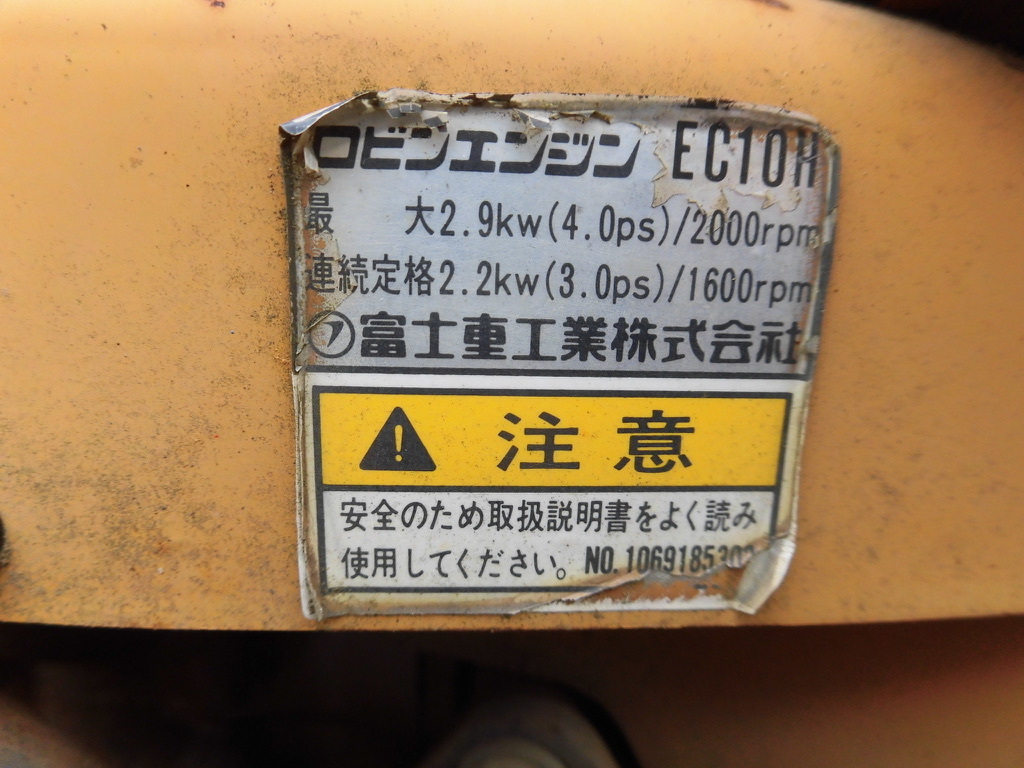 ロビンエンジン EC10H
最 大2.9kw(4.0ps)/2000rpm
連続定格2.2kw(3.0ps)/1600rpm
富士重工業株式会社
注意
安全のため取扱説明書をよく読み
使用してください。NO.1069185302